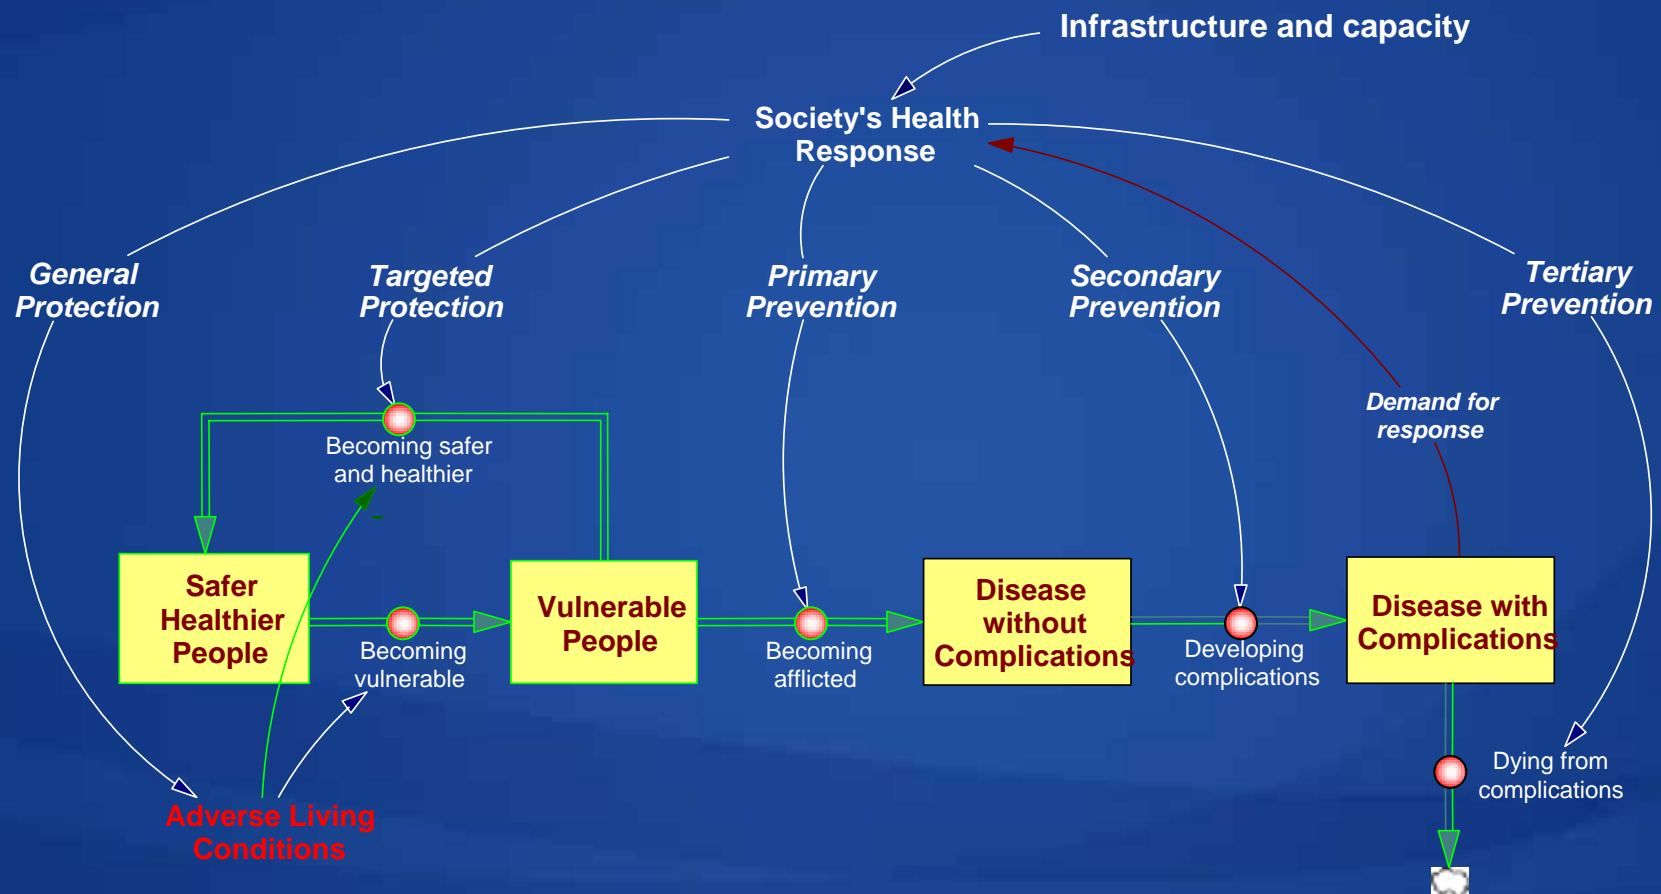 Infrastructure and capacity
Society's Health
Response
General
Protection
Targeted
Protection
Primary
Prevention
Secondary
Prevention
Tertiary
Prevention
Demand for
response
Becoming safer
and healthier
-
Safer
Healthier
People
Becoming
vulnerable
Vulnerable
People
Becoming
afflicted
Disease
without
Complications
Developing
complications
Disease with
Complications
Dying from
complications
Adverse Living
Conditions